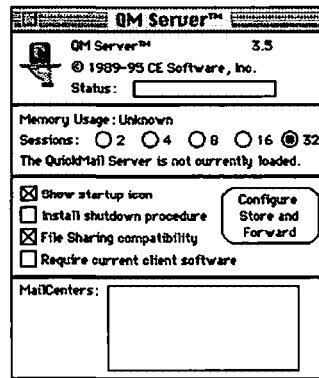 QM Server™
QM Server™ 3.5
© 1989-95 CE Software, Inc.
Status:
Memory Usage: Unknown
Sessions: 2 4 8 16 32
The QuickMail Server is not currently loaded.
Show startup icon
Install shutdown procedure
File Sharing compatibility
Require current client software
Configure
Store and
Forward
MailCenters: